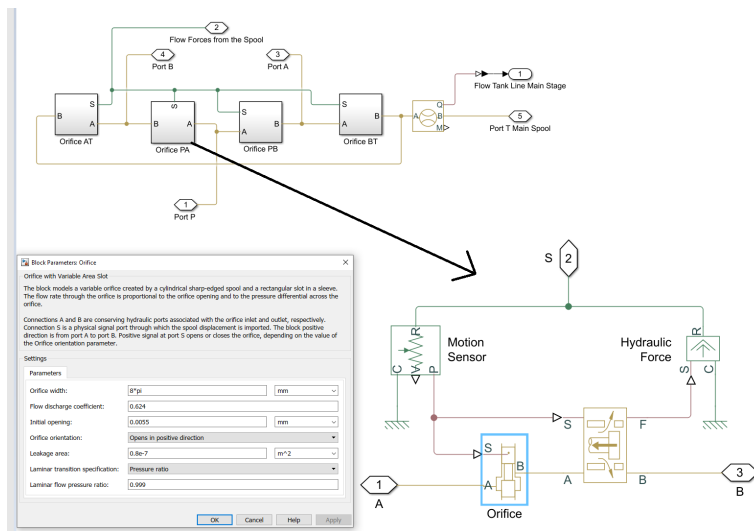 2
Flow Forces from the Spool
4
Port B
3
Port A
1
Flow Tank Line Main Stage
B
S
A
Orifice AT
B
S
A
Orifice PA
S
B
A
Orifice PB
S
A
B
Orifice BT
A
Q
B
M
5
Port T Main Spool
1
Port P
Block Parameters: Orifice
Orifice with Variable Area Slot
The block models a variable orifice created by a cylindrical sharp-edged spool and a rectangular slot in a sleeve.
The flow rate through the orifice is proportional to the orifice opening and to the pressure differential across the
orifice.
Connections A and B are conserving hydraulic ports associated with the orifice inlet and outlet, respectively.
Connection S is a physical signal port through which the spool displacement is imported. The block positive
direction is from port A to port B. Positive signal at port S opens or closes the orifice, depending on the value of
the Orifice orientation parameter.
Settings
Parameters
Orifice width: 8*pi mm
Flow discharge coefficient: 0.624
Initial opening: 0.0055 mm
Orifice orientation: Opens in positive direction
Leakage area: 0.8e-7 m^2
Laminar transition specification: Pressure ratio
Laminar flow pressure ratio: 0.999
OK Cancel Help Apply
S 2
R
C
V
P
Motion
Sensor
Hydraulic
Force
R
S
C
S
A
B
Orifice
S
F
A
B
1
A
3
B